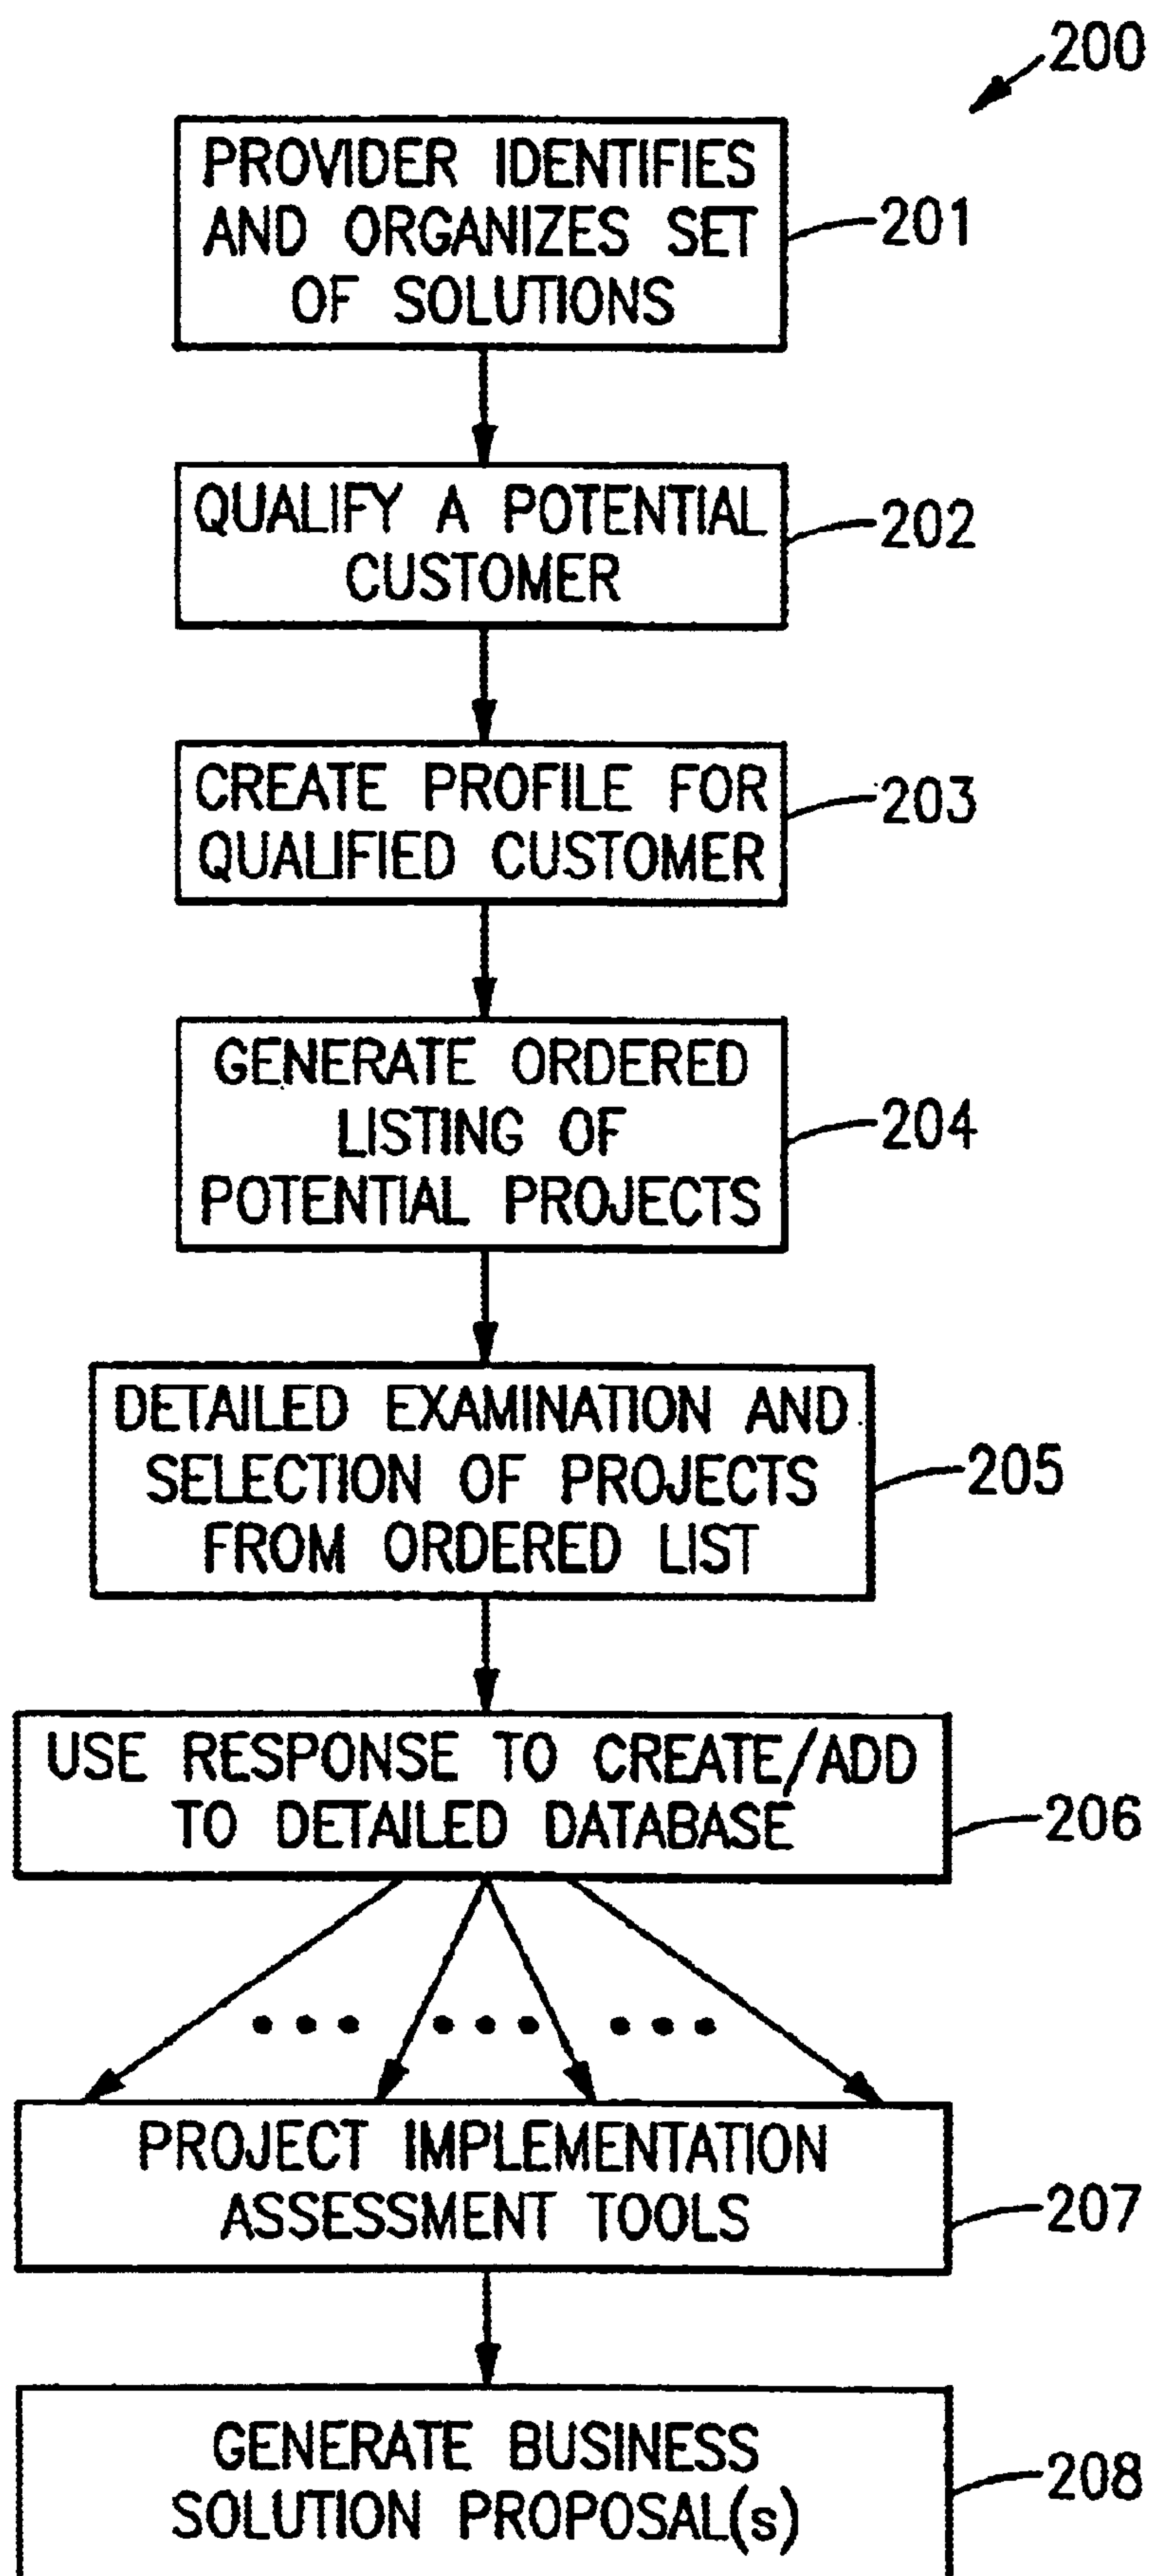 200
PROVIDER IDENTIFIES
AND ORGANIZES SET
OF SOLUTIONS
201
QUALIFY A POTENTIAL
CUSTOMER
202
CREATE PROFILE FOR
QUALIFIED CUSTOMER
203
GENERATE ORDERED
LISTING OF
POTENTIAL PROJECTS
204
DETAILED EXAMINATION AND
SELECTION OF PROJECTS
FROM ORDERED LIST
205
USE RESPONSE TO CREATE/ADD
TO DETAILED DATABASE
206
PROJECT IMPLEMENTATION
ASSESSMENT TOOLS
207
GENERATE BUSINESS
SOLUTION PROPOSAL(s)
208